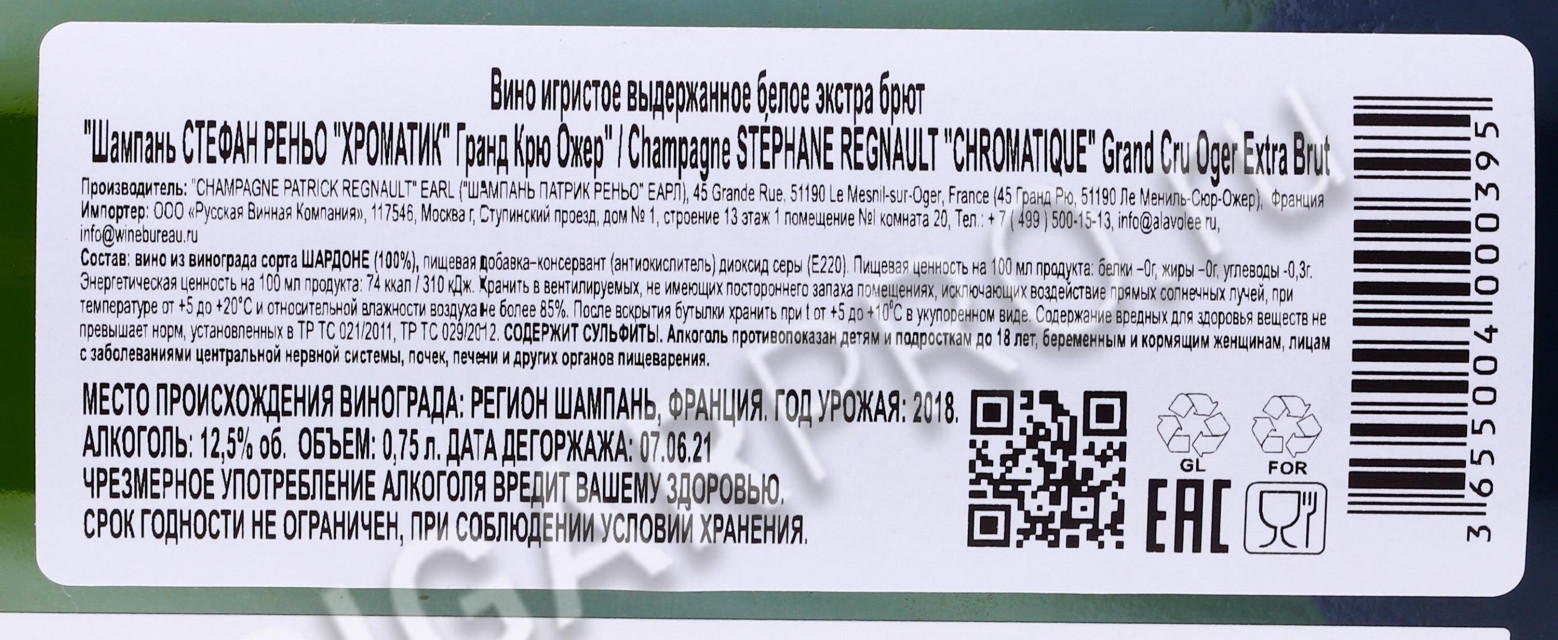 Вино игристое выдержанное белое экстра брют
"Шампань СТЕФАН РЕНЬО "ХРОМАТИК" Гранд Крю Ожер" / Champagne STÉPHANE REGNAULT "CHROMATIQUE" Grand Cru Oger Extra Brut
Производитель: "CHAMPAGNE PATRICK REGNAULT" EARL ("ШАМПАНЬ ПАТРИК РЕНЬО" ЕАРЛ), 45 Grande Rue, 51190 Le Mesnil-sur-Oger, France (45 Гранд Рю, 51190 Ле Мениль-Сюр-Ожер), Франция
Импортер: ООО «Русская Винная Компания», 117546, Москва г, Ступинский проезд, дом № 1, строение 13 этаж 1 помещение №I комната 20, Тел.: + 7 ( 499 ) 500-15-13, info@alavolee ru,
info@winebureau.ru
Состав: вино из винограда сорта ШАРДОНЕ (100%), пищевая добавка–консервант (антиокислитель) диоксид серы (Е220). Пищевая ценность на 100 мл продукта: белки –0г, жиры –0г, углеводы -0,3г.
Энергетическая ценность на 100 мл продукта: 74 ккал / 310 кДж. Хранить в вентилируемых, не имеющих постороннего запаха помещениях, исключающих воздействие прямых солнечных лучей, при
температуре от +5 до +20°С и относительной влажности воздуха не более 85%. После вскрытия бутылки хранить при t от +5 до +10°С в укупоренном виде. Содержание вредных для здоровья веществ не
превышает норм, установленных в ТР ТС 021/2011, ТР ТС 029/2012. СОДЕРЖИТ СУЛЬФИТЫ. Алкоголь противопоказан детям и подросткам до 18 лет, беременным и кормящим женщинам, лицам
с заболеваниями центральной нервной системы, почек, печени и других органов пищеварения.
МЕСТО ПРОИСХОЖДЕНИЯ ВИНОГРАДА: РЕГИОН ШАМПАНЬ, ФРАНЦИЯ. ГОД УРОЖАЯ: 2018.
АЛКОГОЛЬ: 12,5% об. ОБЪЕМ: 0,75 л. ДАТА ДЕГОРЖАЖА: 07.06.21
ЧРЕЗМЕРНОЕ УПОТРЕБЛЕНИЕ АЛКОГОЛЯ ВРЕДИТ ВАШЕМУ ЗДОРОВЬЮ.
СРОК ГОДНОСТИ НЕ ОГРАНИЧЕН, ПРИ СОБЛЮДЕНИИ УСЛОВИЙ ХРАНЕНИЯ.
GL
FOR
EAC
3 655004 000395
IGARPRO.ru